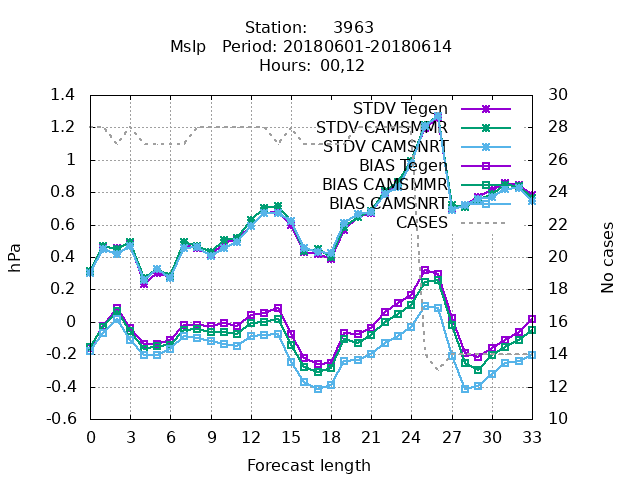 Station: 3963
Mslp Period: 20180601-20180614
Hours: 00,12
1.4
1.2
1
0.8
0.6
0.4
0.2
0
-0.2
-0.4
-0.6
hPa
STDV Tegen
STDV CAMSMMR
STDV CAMSNRT
BIAS Tegen
BIAS CAMSMMR
BIAS CAMSNRT
CASES
30
28
26
24
22
20
18
16
14
12
10
No cases
0 3 6 9 12 15 18 21 24 27 30 33
Forecast length